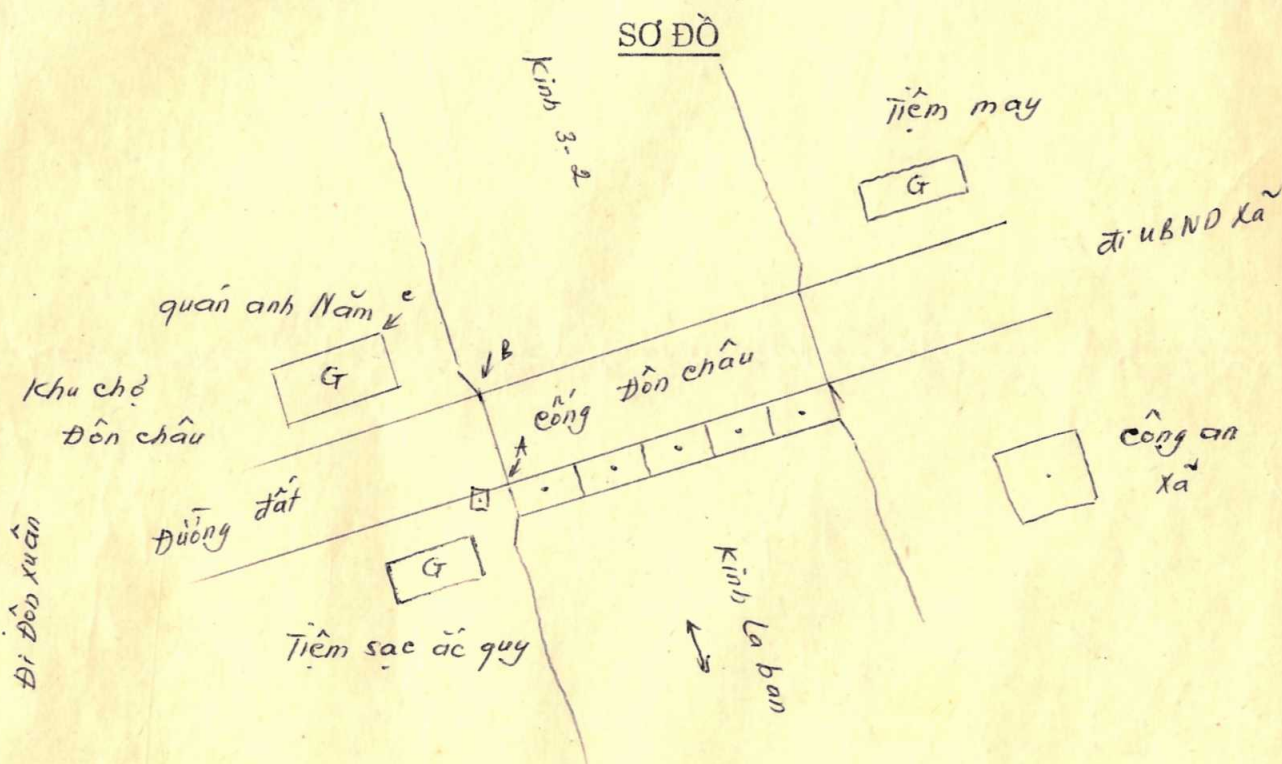 SƠ ĐỒ
Kinh 3-2
Tiệm may
G
đi UBND Xã
quán anh Năm
c
G
B
Khu chợ
Đôn châu
cống Đôn châu
A
công an
xã
Đường đất
G
Tiệm sạc ắc quy
Kinh La ban
Đi Đôn xuân